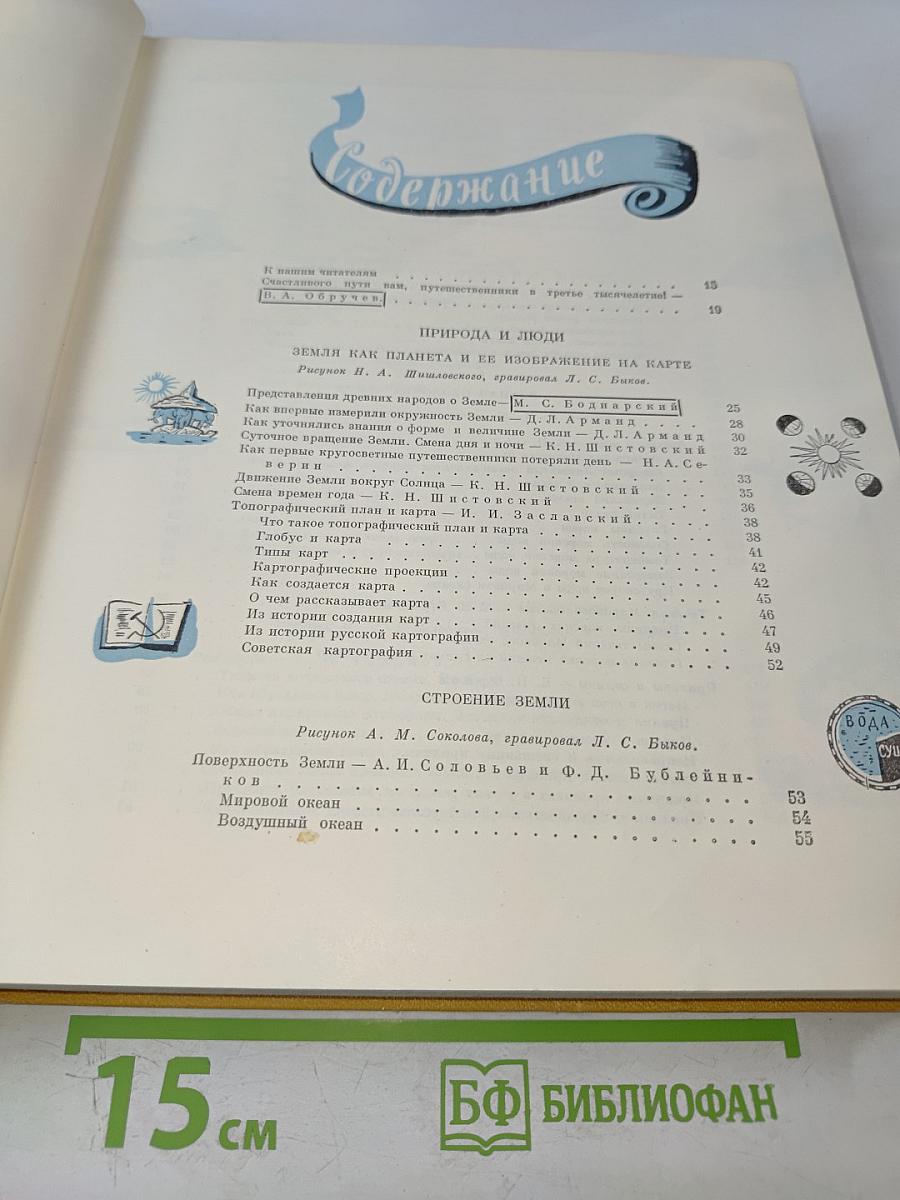 Содержание
К нашим читателям . . . . . . . . . . . . . . . . . 15
Счастливого пути вам, путешественники в третье тысячелетие! —
В. А. Обручев. . . . . . . . . . . . . . . . . . 19
ПРИРОДА И ЛЮДИ
ЗЕМЛЯ КАК ПЛАНЕТА И ЕЕ ИЗОБРАЖЕНИЕ НА КАРТЕ
Рисунок Н. А. Шишловского, гравировал Л. С. Быков.
Представления древних народов о Земле— М. С. Боднарский 25
Как впервые измерили окружность Земли — Д. Л. Арманд . . . . 28
Как уточнялись знания о форме и величине Земли — Д. Л. Арманд 30
Суточное вращение Земли. Смена дня и ночи — К. Н. Шистовский 32
Как первые кругосветные путешественники потеряли день — Н. А. Се-
верин . . . . . . . . . . . . . . . . . . 33
Движение Земли вокруг Солнца — К. Н. Шистовский . . . . 35
Смена времен года — К. Н. Шистовский . . . . . . . . 36
Топографический план и карта — И. И. Заславский . . . . . 38
Что такое топографический план и карта . . . . . . . . . 38
Глобус и карта . . . . . . . . . . . . . . . . . 41
Типы карт . . . . . . . . . . . . . . . . . . 42
Картографические проекции . . . . . . . . . . . . . 42
Как создается карта . . . . . . . . . . . . . . . 45
О чем рассказывает карта . . . . . . . . . . . . . . 46
Из истории создания карт . . . . . . . . . . . . . . 47
Из истории русской картографии . . . . . . . . . . . 49
Советская картография . . . . . . . . . . . . . . . 52
СТРОЕНИЕ ЗЕМЛИ
Рисунок А. М. Соколова, гравировал Л. С. Быков.
Поверхность Земли — А. И. Соловьев и Ф. Д. Бублейни-
ков . . . . . . . . . . . . . . . . . . . . 53
Мировой океан . . . . . . . . . . . . . . . . . 54
Воздушный океан . . . . . . . . . . . . . . . . . 55
ВОДА
СУШ
15 см
БФ БИБЛИОФАН